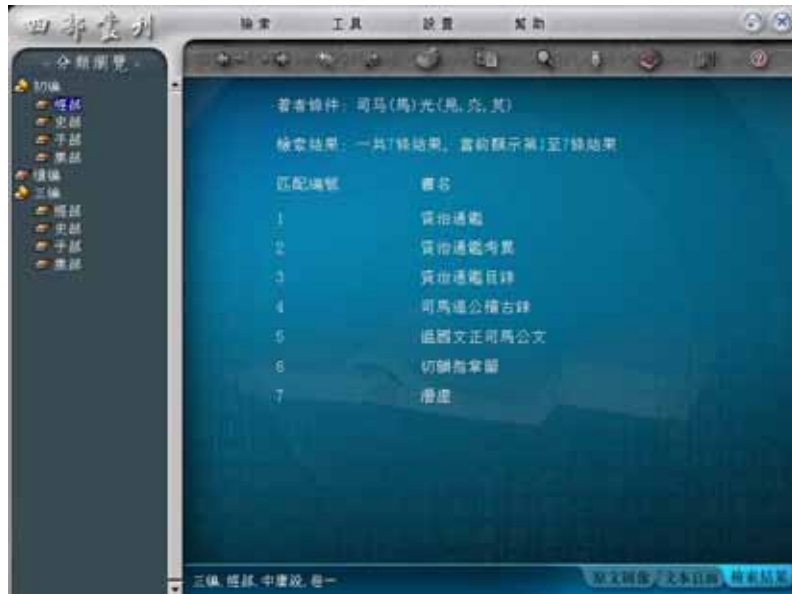 四部叢刊
檢索 工具 設置 幫助
分類瀏覽
初編
經部
史部
子部
集部
續編
三編
經部
史部
子部
集部
著者條件: 司马(馬)光(晃,灮,炗)
檢索結果: 一共7條結果, 當前顯示第1至7條結果
匹配編號 書名
1 資治通鑑
2 資治通鑑考異
3 資治通鑑目錄
4 司馬溫公稽古錄
5 溫國文正司馬公文
6 切韻指掌圖
7 潛虛
三編,經部,中庸說,卷一
原文圖像 文本頁面 檢索結果